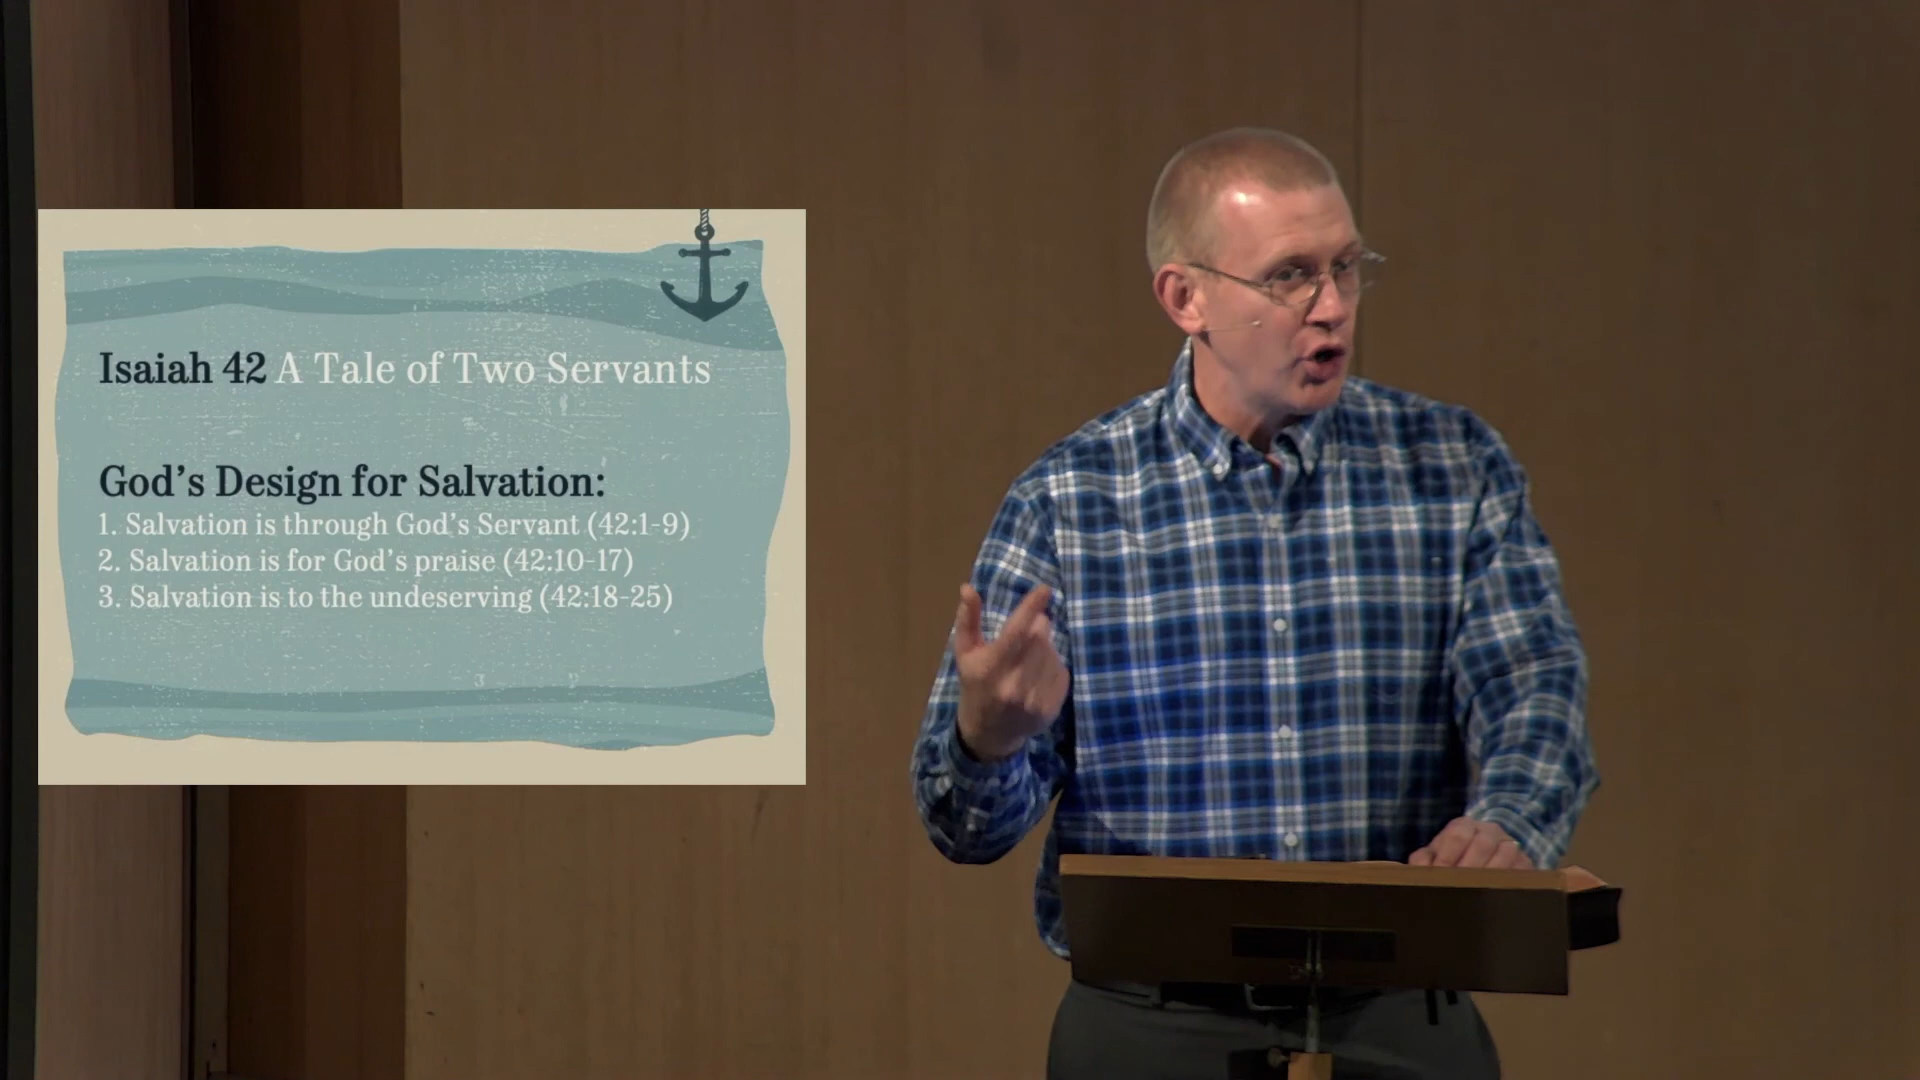 Isaiah 42 A Tale of Two Servants
God's Design for Salvation:
1. Salvation is through God's Servant (42:1-9)
2. Salvation is for God's praise (42:10-17)
3. Salvation is to the undeserving (42:18-25)